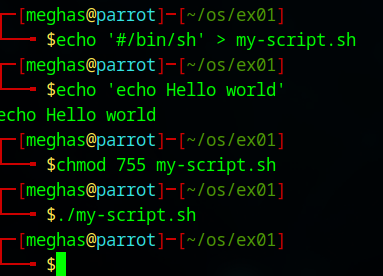 ┌─[meghas@parrot]─[~/os/ex01]
└──╼ $echo '#/bin/sh' > my-script.sh
┌─[meghas@parrot]─[~/os/ex01]
└──╼ $echo 'echo Hello world'
echo Hello world
┌─[meghas@parrot]─[~/os/ex01]
└──╼ $chmod 755 my-script.sh
┌─[meghas@parrot]─[~/os/ex01]
└──╼ $./my-script.sh
┌─[meghas@parrot]─[~/os/ex01]
└──╼ $